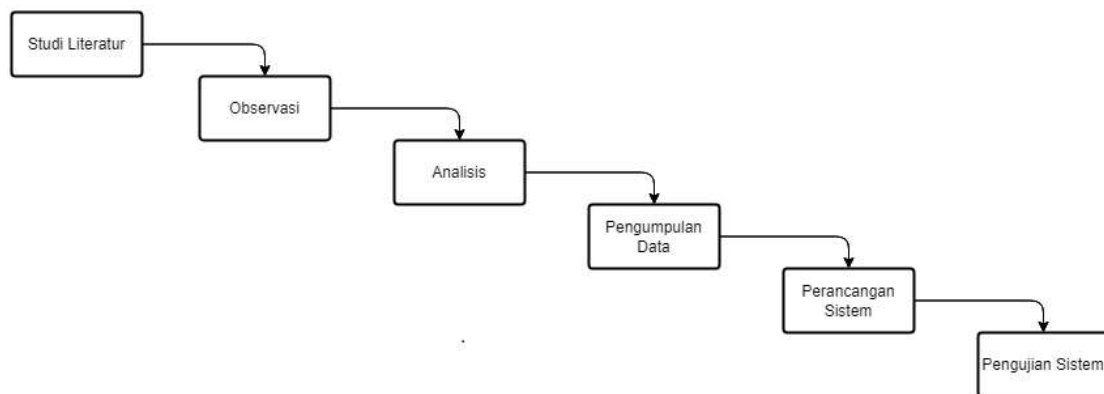 Studi Literatur
Observasi
Analisis
Pengumpulan
Data
Perancangan
Sistem
Pengujian Sistem